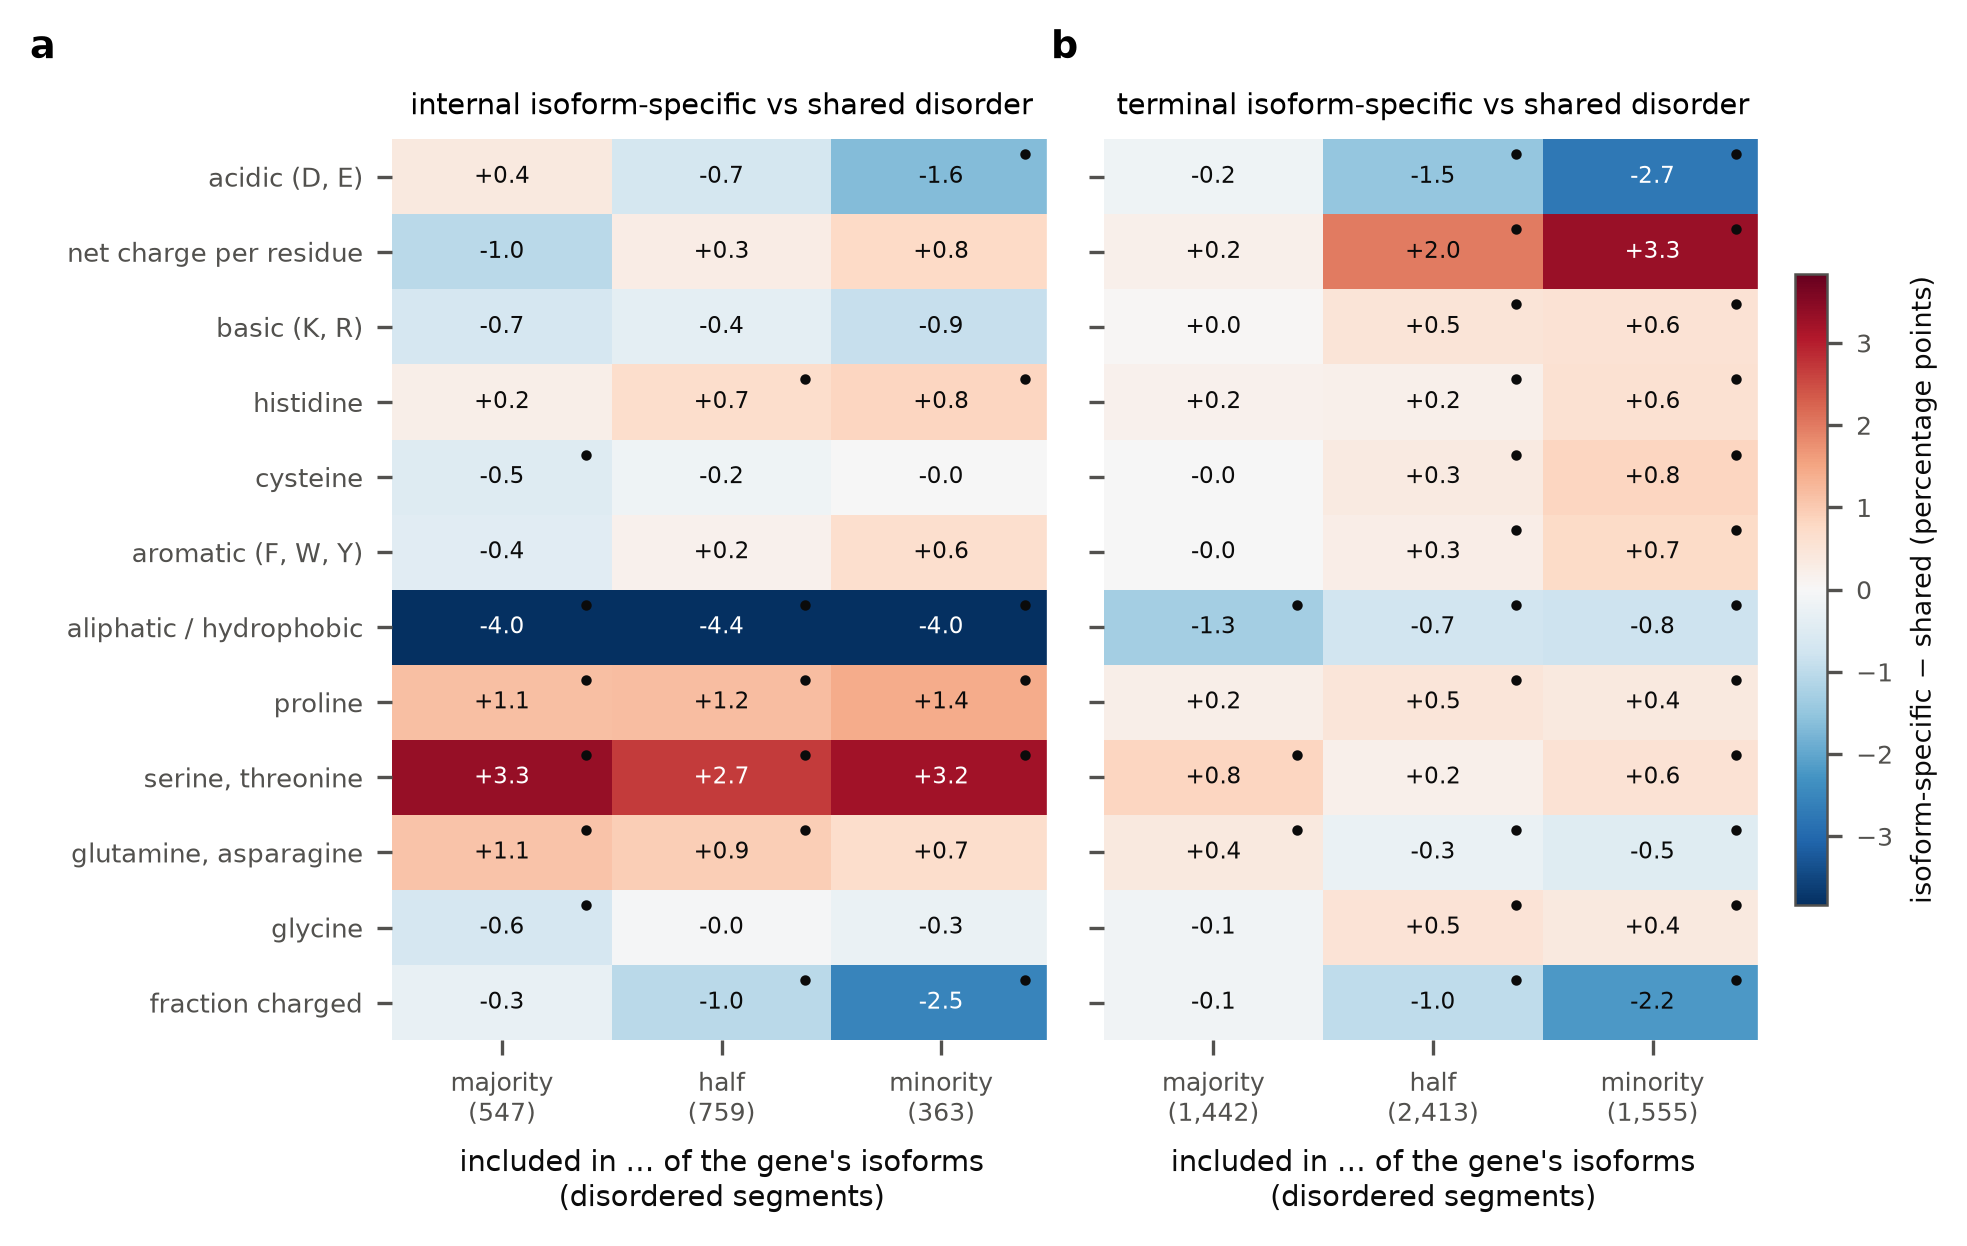 a
b
internal isoform-specific vs shared disorder
terminal isoform-specific vs shared disorder
acidic (D, E) +0.4 -0.7 -1.6 -0.2 -1.5 -2.7
net charge per residue -1.0 +0.3 +0.8 +0.2 +2.0 +3.3
basic (K, R) -0.7 -0.4 -0.9 +0.0 +0.5 +0.6
histidine +0.2 +0.7 +0.8 +0.2 +0.2 +0.6
cysteine -0.5 -0.2 -0.0 -0.0 +0.3 +0.8
aromatic (F, W, Y) -0.4 +0.2 +0.6 -0.0 +0.3 +0.7
aliphatic / hydrophobic -4.0 -4.4 -4.0 -1.3 -0.7 -0.8
proline +1.1 +1.2 +1.4 +0.2 +0.5 +0.4
serine, threonine +3.3 +2.7 +3.2 +0.8 +0.2 +0.6
glutamine, asparagine +1.1 +0.9 +0.7 +0.4 -0.3 -0.5
glycine -0.6 -0.0 -0.3 -0.1 +0.5 +0.4
fraction charged -0.3 -1.0 -2.5 -0.1 -1.0 -2.2
majority half minority
(547) (759) (363)
included in ... of the gene's isoforms
(disordered segments)
majority half minority
(1,442) (2,413) (1,555)
included in ... of the gene's isoforms
(disordered segments)
3
2
1
0
−1
−2
−3
isoform-specific − shared (percentage points)